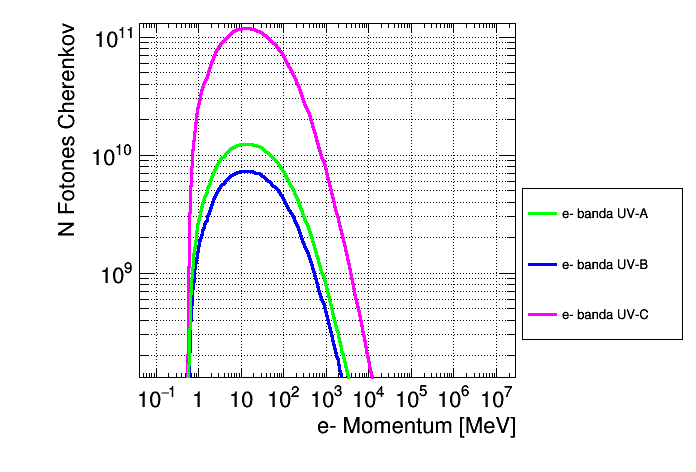 N Fotones Cherenkov
10¹¹
10¹⁰
10⁹
10⁻¹ 1 10 10² 10³ 10⁴ 10⁵ 10⁶ 10⁷
e- Momentum [MeV]
e- banda UV-A
e- banda UV-B
e- banda UV-C